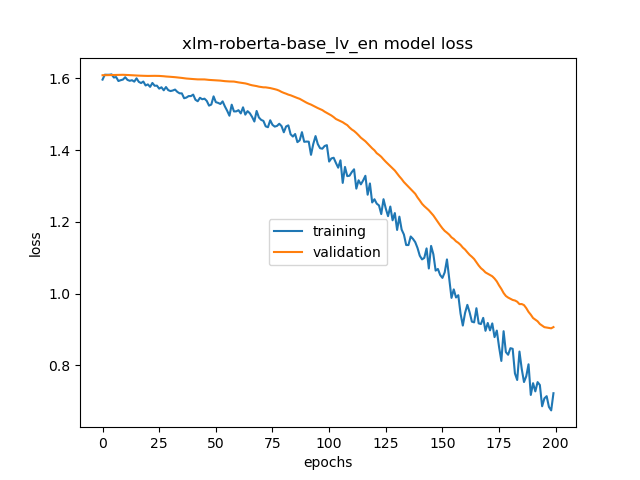 xlm-roberta-base_lv_en model loss
1.6
1.4
1.2
1.0
0.8
loss
training
validation
0 25 50 75 100 125 150 175 200
epochs